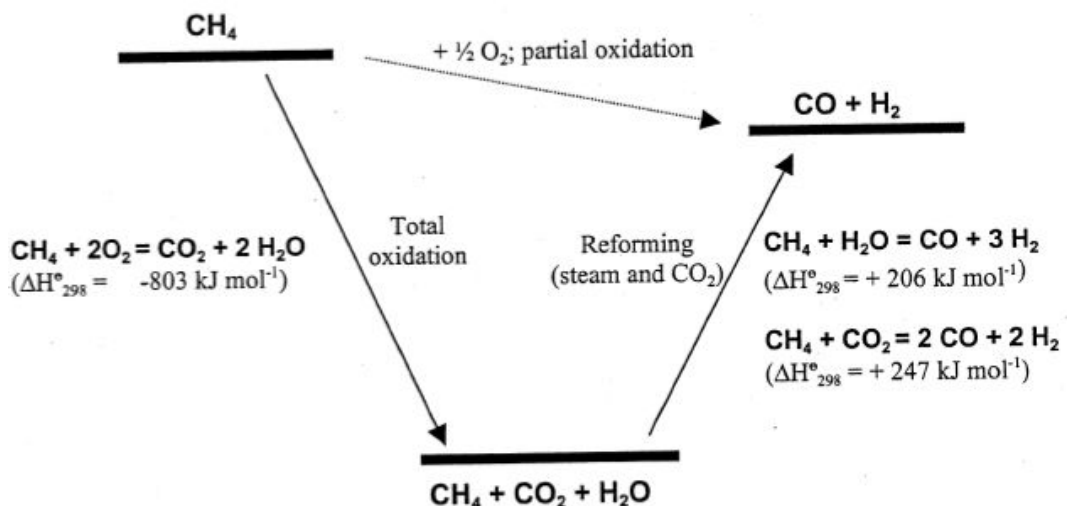 CH₄
+ ½ O₂; partial oxidation
CO + H₂
CH₄ + 2O₂ = CO₂ + 2 H₂O
(ΔH°₂₉₈ = -803 kJ mol⁻¹)
Total
oxidation
Reforming
(steam and CO₂)
CH₄ + H₂O = CO + 3 H₂
(ΔH°₂₉₈ = + 206 kJ mol⁻¹)
CH₄ + CO₂ = 2 CO + 2 H₂
(ΔH°₂₉₈ = + 247 kJ mol⁻¹)
CH₄ + CO₂ + H₂O